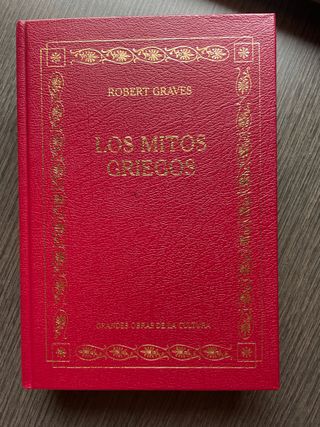 ROBERT GRAVES
LOS MITOS
GRIEGOS
GRANDES OBRAS DE LA CULTURA